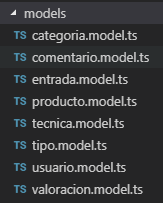 models
TS categoria.model.ts
TS comentario.model.ts
TS entrada.model.ts
TS producto.model.ts
TS tecnica.model.ts
TS tipo.model.ts
TS usuario.model.ts
TS valoracion.model.ts